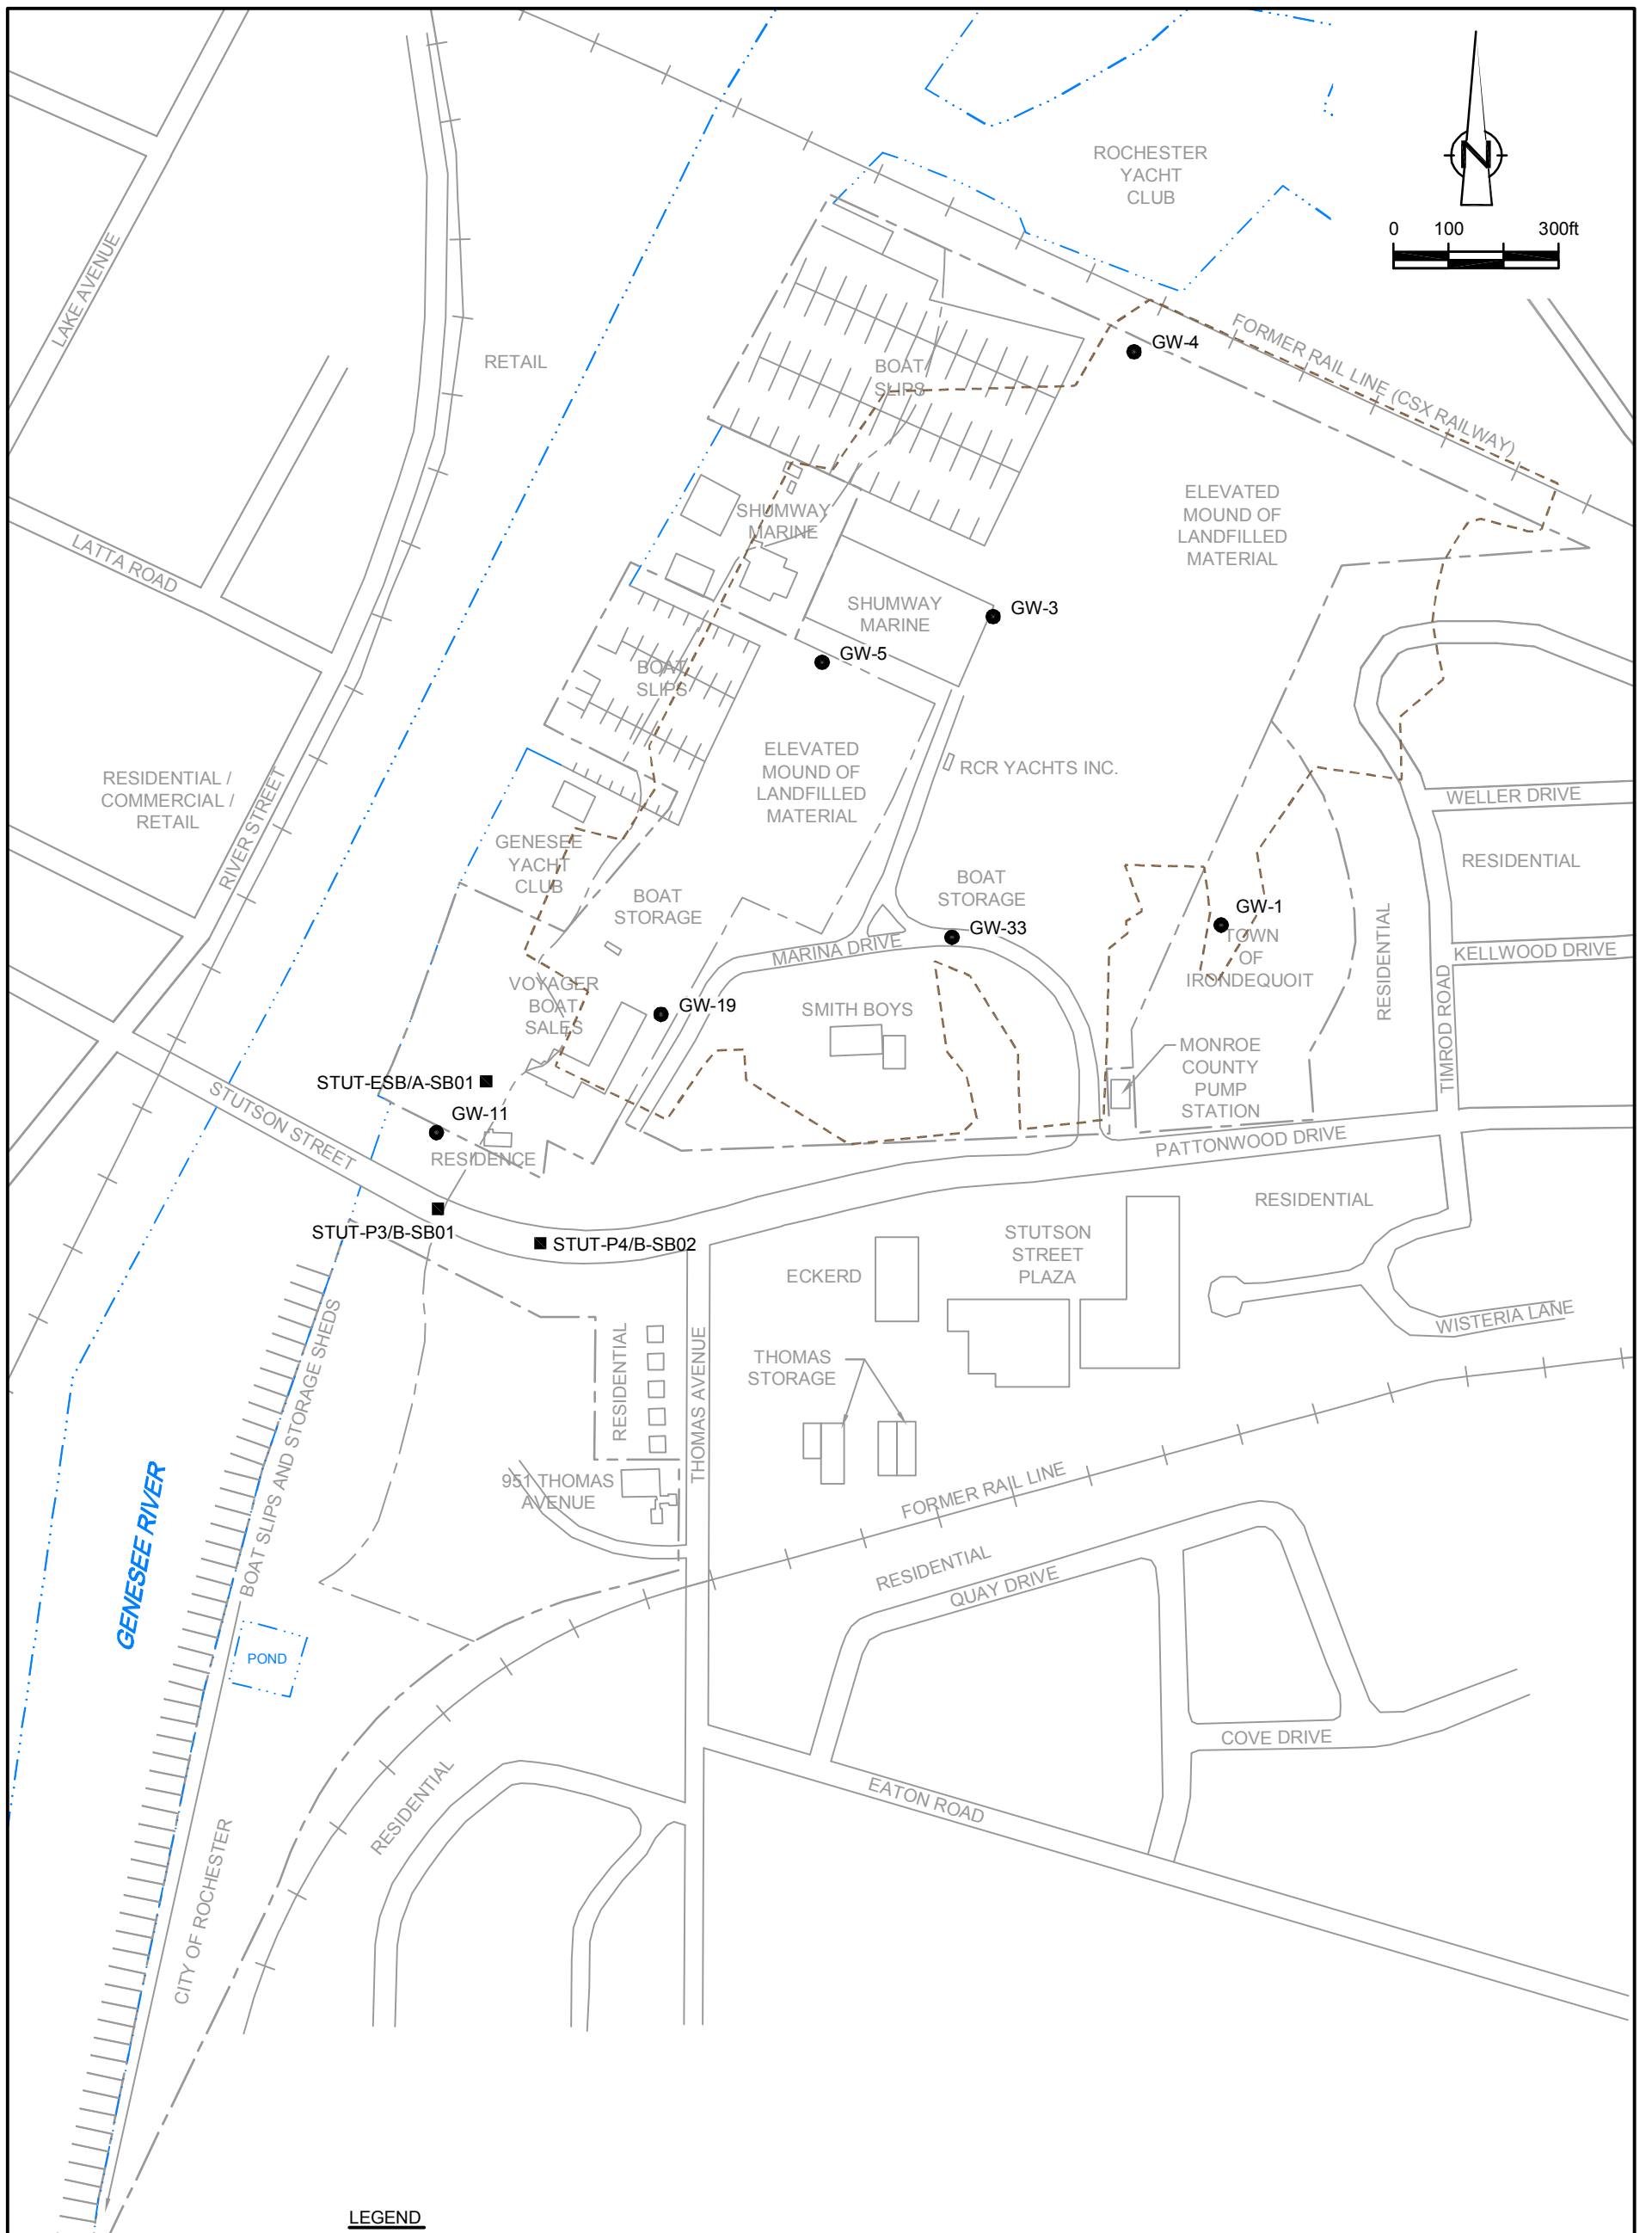 ROCHESTER
YACHT
CLUB
N
0 100 300ft
LAKE AVENUE
RETAIL
FORMER RAIL LINE (CSX RAILWAY)
GW-4
BOAT
SLIPS
ELEVATED
MOUND OF
LANDFILLED
MATERIAL
SHUMWAY
MARINE
LATTA ROAD
SHUMWAY
MARINE
GW-3
GW-5
BOAT
SLIPS
ELEVATED
MOUND OF
LANDFILLED
MATERIAL
RCR YACHTS INC.
RESIDENTIAL /
COMMERCIAL /
RETAIL
RIVER STREET
WELLER DRIVE
GENESEE
YACHT
CLUB
RESIDENTIAL
BOAT
STORAGE
BOAT
STORAGE
GW-1
GW-33
TOWN
OF
IRONDEQUOIT
RESIDENTIAL
KELLWOOD DRIVE
MARINA DRIVE
VOYAGER
BOAT
SALES
GW-19
SMITH BOYS
TIMROD ROAD
MONROE
COUNTY
PUMP
STATION
STUT-ESB/A-SB01
GW-11
STUTSON STREET
RESIDENCE
PATTONWOOD DRIVE
STUT-P3/B-SB01
STUT-P4/B-SB02
RESIDENTIAL
STUTSON
STREET
PLAZA
ECKERD
WISTERIA LANE
BOAT SLIPS AND STORAGE SHEDS
RESIDENTIAL
THOMAS AVENUE
THOMAS
STORAGE
951 THOMAS
AVENUE
FORMER RAIL LINE
GENESEE RIVER
RESIDENTIAL
QUAY DRIVE
POND
COVE DRIVE
RESIDENTIAL
EATON ROAD
CITY OF ROCHESTER
LEGEND